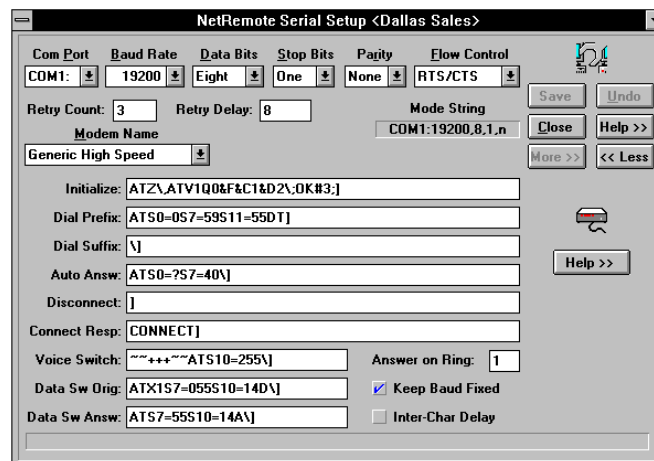 NetRemote Serial Setup <Dallas Sales>
Com Port Baud Rate Data Bits Stop Bits Parity Flow Control
COM1: 19200 Eight One None RTS/CTS
Save Undo
Retry Count: 3 Retry Delay: 8 Mode String
COM1:19200,8,1,n
Close Help >>
Modem Name
Generic High Speed
More >> << Less
Initialize: ATZ\,ATV1Q0&F&C1&D2\;OK#3;]
Dial Prefix: ATS0=0S7=59S11=55DT]
Dial Suffix: \]
Help >>
Auto Answ: ATS0=?S7=40\]
Disconnect: ]
Connect Resp: CONNECT]
Voice Switch: ~~+++~~ATS10=255\] Answer on Ring: 1
Data Sw Orig: ATX1S7=055S10=14D\] Keep Baud Fixed
Data Sw Answ: ATS7=55S10=14A\] Inter-Char Delay